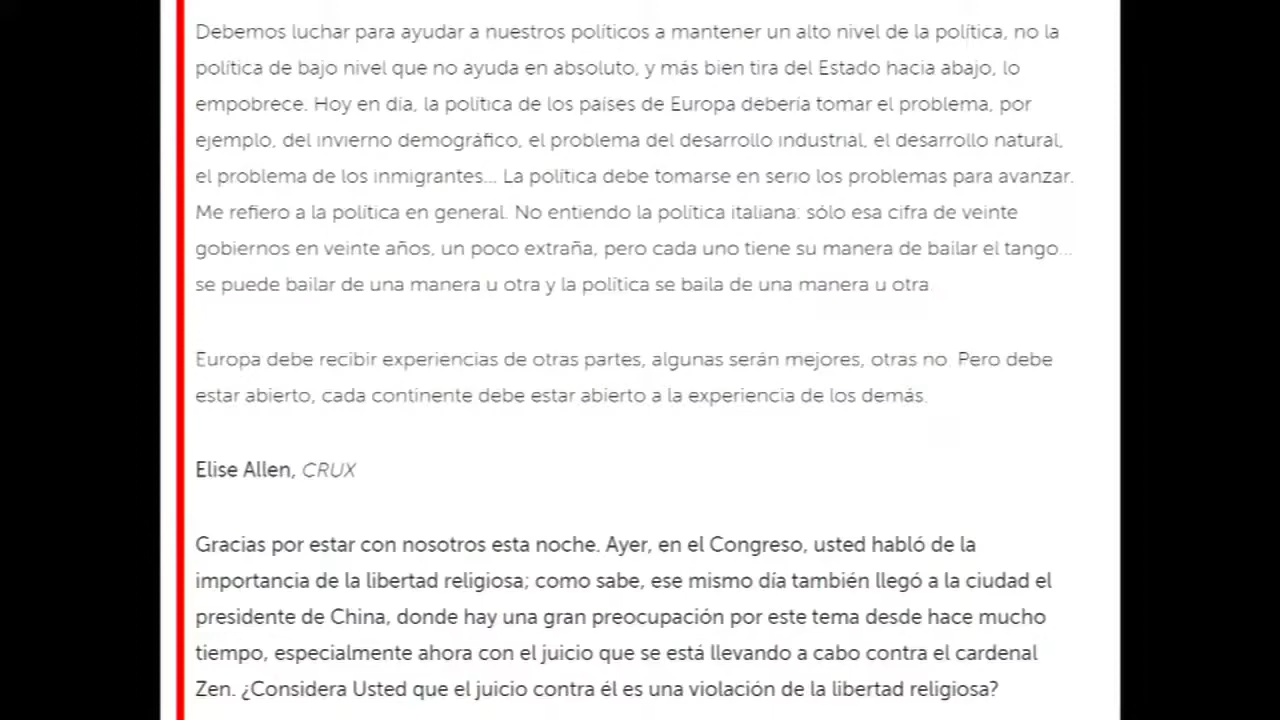 Debemos luchar para ayudar a nuestros políticos a mantener un alto nivel de la política, no la
política de bajo nivel que no ayuda en absoluto, y más bien tira del Estado hacia abajo, lo
empobrece. Hoy en día, la política de los países de Europa debería tomar el problema, por
ejemplo, del invierno demográfico, el problema del desarrollo industrial, el desarrollo natural,
el problema de los inmigrantes... La política debe tomarse en serio los problemas para avanzar.
Me refiero a la política en general. No entiendo la política italiana: sólo esa cifra de veinte
gobiernos en veinte años, un poco extraña, pero cada uno tiene su manera de bailar el tango...
se puede bailar de una manera u otra y la política se baila de una manera u otra.
Europa debe recibir experiencias de otras partes, algunas serán mejores, otras no. Pero debe
estar abierto, cada continente debe estar abierto a la experiencia de los demás.
Elise Allen, CRUX
Gracias por estar con nosotros esta noche. Ayer, en el Congreso, usted habló de la
importancia de la libertad religiosa; como sabe, ese mismo día también llegó a la ciudad el
presidente de China, donde hay una gran preocupación por este tema desde hace mucho
tiempo, especialmente ahora con el juicio que se está llevando a cabo contra el cardenal
Zen. ¿Considera Usted que el juicio contra él es una violación de la libertad religiosa?